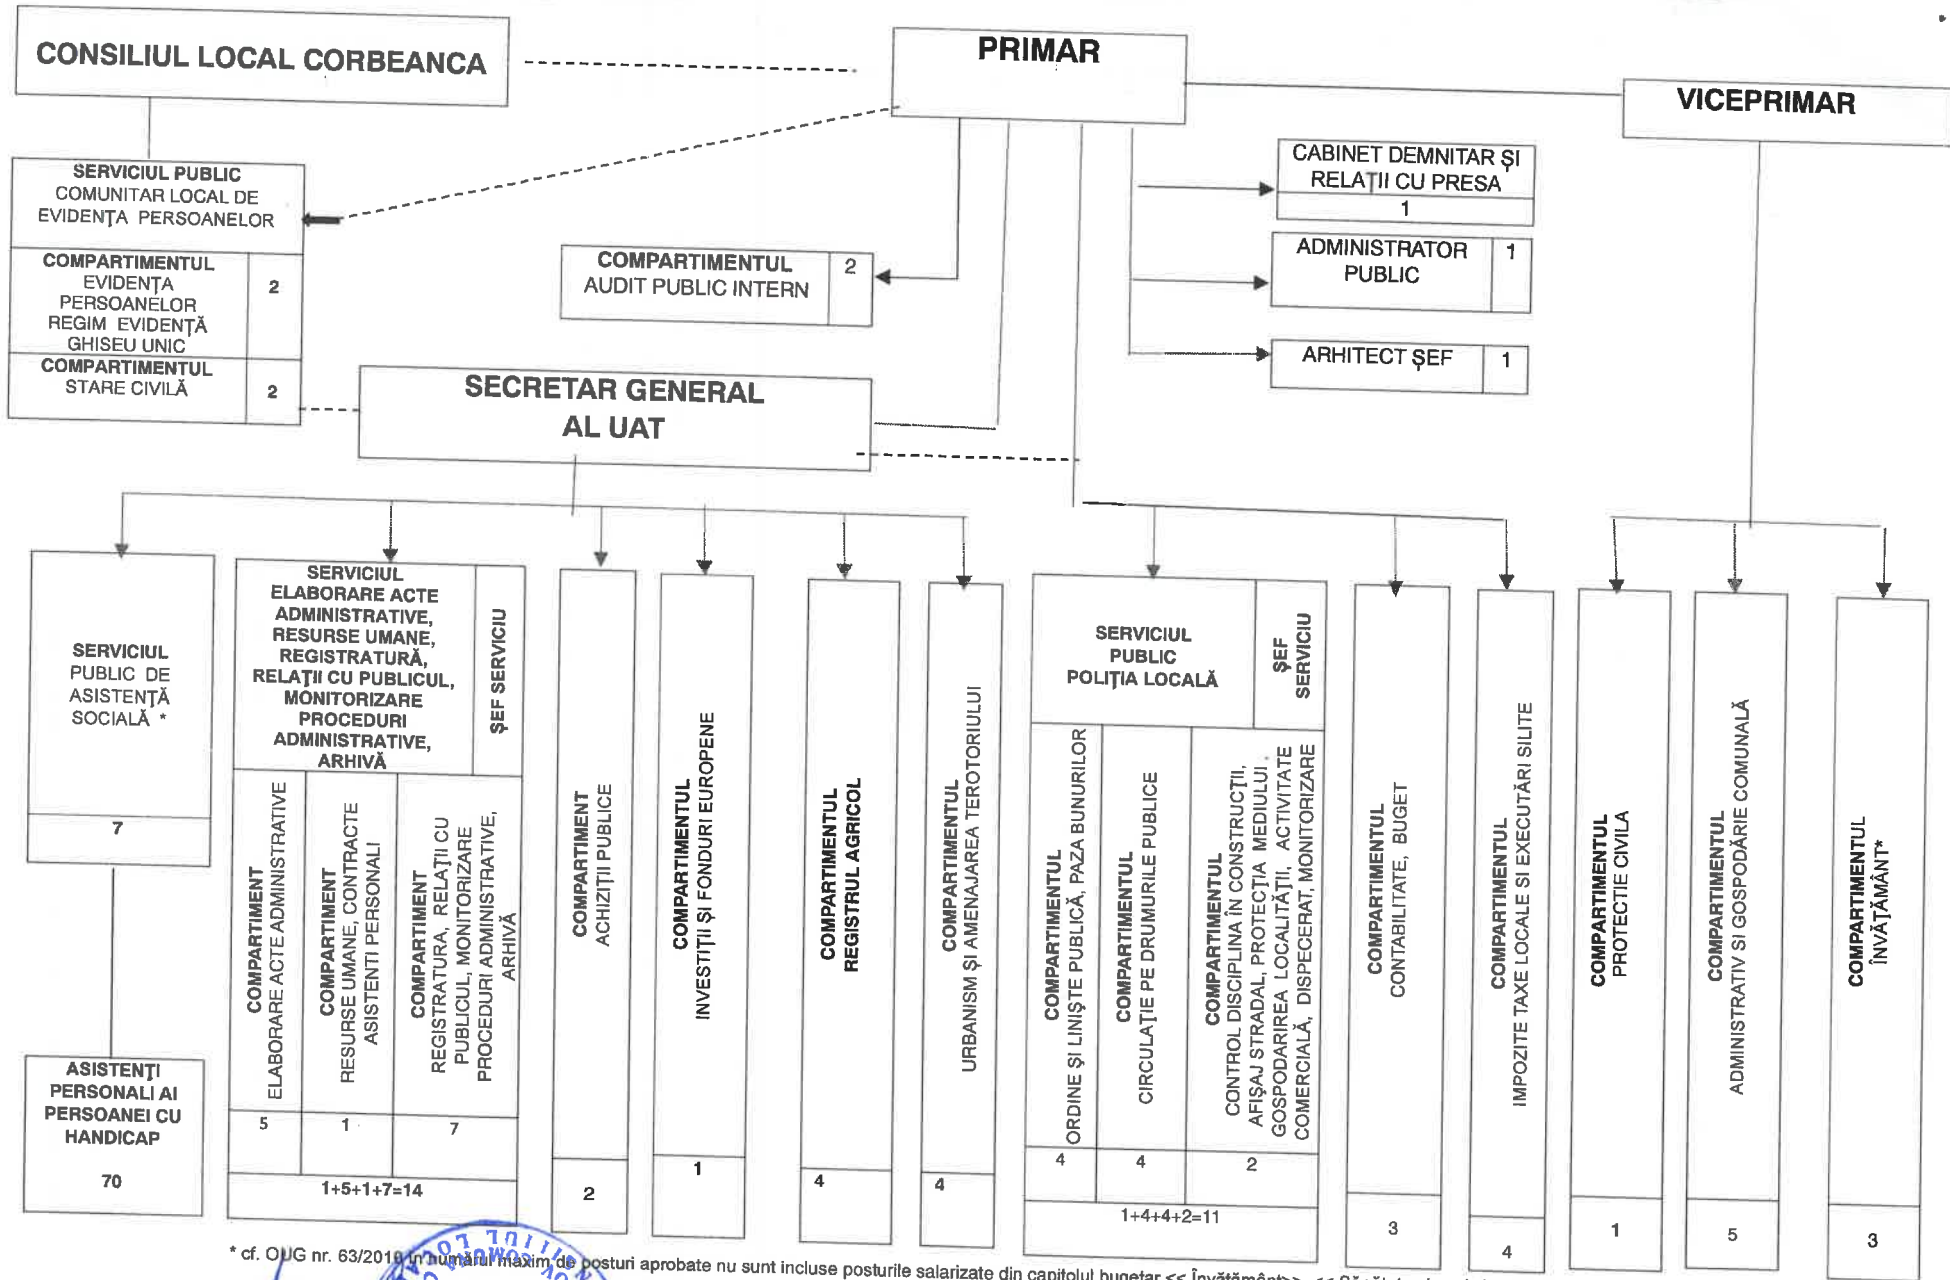 CONSILIUL LOCAL CORBEANCA
PRIMAR
VICEPRIMAR
SERVICIUL PUBLIC
COMUNITAR LOCAL DE
EVIDENȚA PERSOANELOR
COMPARTIMENTUL
EVIDENȚA
PERSOANELOR
REGIM EVIDENȚĂ
GHISEU UNIC
2
COMPARTIMENTUL
STARE CIVILĂ
2
COMPARTIMENTUL
AUDIT PUBLIC INTERN
2
CABINET DEMNITAR ȘI
RELAȚII CU PRESA
1
ADMINISTRATOR
PUBLIC
1
ARHITECT ȘEF
1
SECRETAR GENERAL
AL UAT
SERVICIUL
PUBLIC DE
ASISTENȚĂ
SOCIALĂ *
7
ASISTENȚI
PERSONALI AI
PERSOANEI CU
HANDICAP
70
SERVICIUL
ELABORARE ACTE
ADMINISTRATIVE,
RESURSE UMANE,
REGISTRATURĂ,
RELAȚII CU PUBLICUL,
MONITORIZARE
PROCEDURI
ADMINISTRATIVE,
ARHIVĂ
ȘEF SERVICIU
COMPARTIMENT
ELABORARE ACTE ADMINISTRATIVE
5
COMPARTIMENT
RESURSE UMANE, CONTRACTE
ASISTENTI PERSONALI
1
COMPARTIMENT
REGISTRATURA, RELAȚII CU
PUBLICUL, MONITORIZARE
PROCEDURI ADMINISTRATIVE,
ARHIVĂ
7
1+5+1+7=14
COMPARTIMENT
ACHIZIȚII PUBLICE
2
COMPARTIMENTUL
INVESTIȚII ȘI FONDURI EUROPENE
1
COMPARTIMENTUL
REGISTRUL AGRICOL
4
COMPARTIMENTUL
URBANISM ȘI AMENAJAREA TEROTORIULUI
4
SERVICIUL
PUBLIC
POLIȚIA LOCALĂ
ȘEF
SERVICIU
COMPARTIMENTUL
ORDINE ȘI LINIȘTE PUBLICĂ, PAZA BUNURILOR
4
COMPARTIMENTUL
CIRCULAȚIE PE DRUMURILE PUBLICE
4
COMPARTIMENTUL
CONTROL DISCIPLINA ÎN CONSTRUCȚII,
AFIȘAJ STRADAL, PROTECȚIA MEDIULUI,
GOSPODARIREA LOCALITĂȚII, ACTIVITATE
COMERCIALĂ, DISPECERAT, MONITORIZARE
2
1+4+4+2=11
COMPARTIMENTUL
CONTABILITATE, BUGET
3
COMPARTIMENTUL
IMPOZITE TAXE LOCALE SI EXECUTĂRI SILITE
4
COMPARTIMENTUL
PROTECTIE CIVILA
1
COMPARTIMENTUL
ADMINISTRATIV SI GOSPODĂRIE COMUNALĂ
5
COMPARTIMENTUL
ÎNVĂȚĂMÂNT*
3
* cf. OUG nr. în numărul maxim de posturi aprobate nu sunt incluse posturile salarizate din capitolul bugetar << Învățământ>>